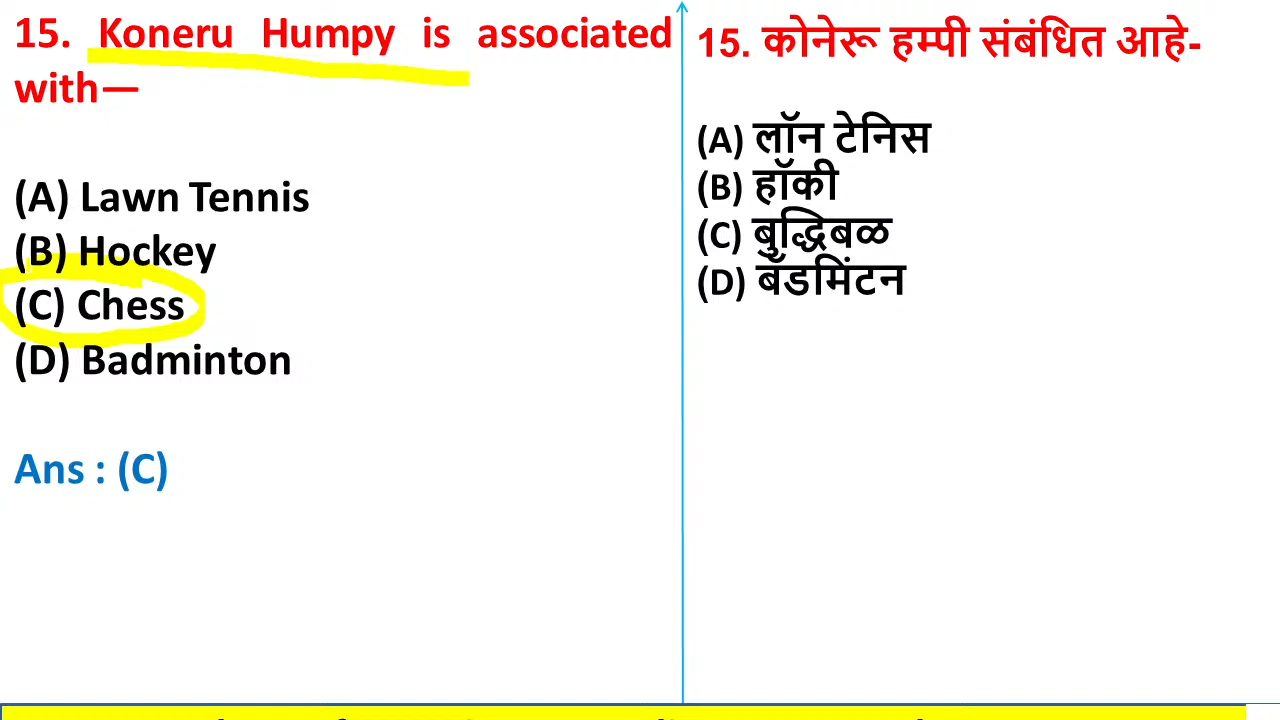 15. Koneru Humpy is associated
with—
(A) Lawn Tennis
(B) Hockey
(C) Chess
(D) Badminton
Ans : (C)
15. कोनेरू हम्पी संबंधित आहे-
(A) लॉन टेनिस
(B) हॉकी
(C) बुद्धिबळ
(D) बॅडमिंटन